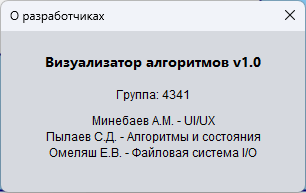 О разработчиках
Визуализатор алгоритмов v1.0
Группа: 4341
Минебаев А.М. - UI/UX
Пылаев С.Д. - Алгоритмы и состояния
Омеляш Е.В. - Файловая система I/O